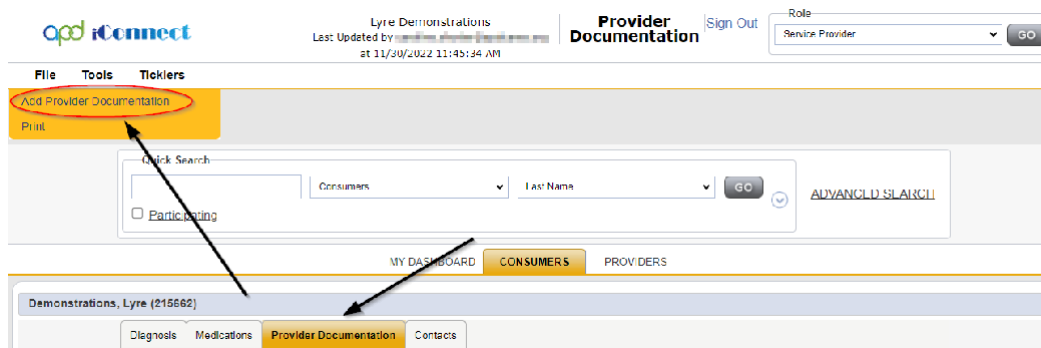 apd iConnect
Lyre Demonstrations
Last Updated by
at 11/30/2022 11:45:34 AM
Provider
Documentation
Sign Out
Role
Service Provider
GO
File Tools Ticklers
Add Provider Documentation
Print
Quick Search
Consumers
Last Name
GO
ADVANCED SEARCH
Participating
MY DASHBOARD CONSUMERS PROVIDERS
Demonstrations, Lyre (215662)
Diagnosis Medications Provider Documentation Contacts